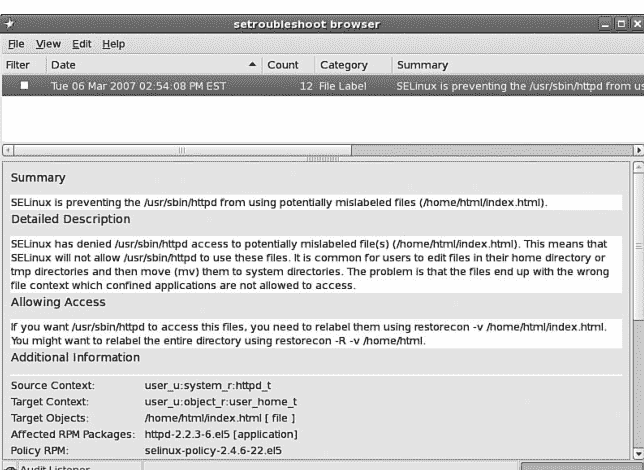 setroubleshoot browser
File View Edit Help
Filter Date Count Category Summary
Tue 06 Mar 2007 02:54:08 PM EST 12 File Label SELinux is preventing the /usr/sbin/httpd from us
Summary
SELinux is preventing the /usr/sbin/httpd from using potentially mislabeled files (/home/html/index.html).
Detailed Description
SELinux has denied /usr/sbin/httpd access to potentially mislabeled file(s) (/home/html/index.html). This means that
SELinux will not allow /usr/sbin/httpd to use these files. It is common for users to edit files in their home directory or
tmp directories and then move (mv) them to system directories. The problem is that the files end up with the wrong
file context which confined applications are not allowed to access.
Allowing Access
If you want /usr/sbin/httpd to access this files, you need to relabel them using restorecon -v /home/html/index.html.
You might want to relabel the entire directory using restorecon -R -v /home/html.
Additional Information
Source Context: user_u:system_r:httpd_t
Target Context: user_u:object_r:user_home_t
Target Objects: /home/html/index.html [ file ]
Affected RPM Packages: httpd-2.2.3-6.el5 [application]
Policy RPM: selinux-policy-2.4.6-22.el5
Audit Listener